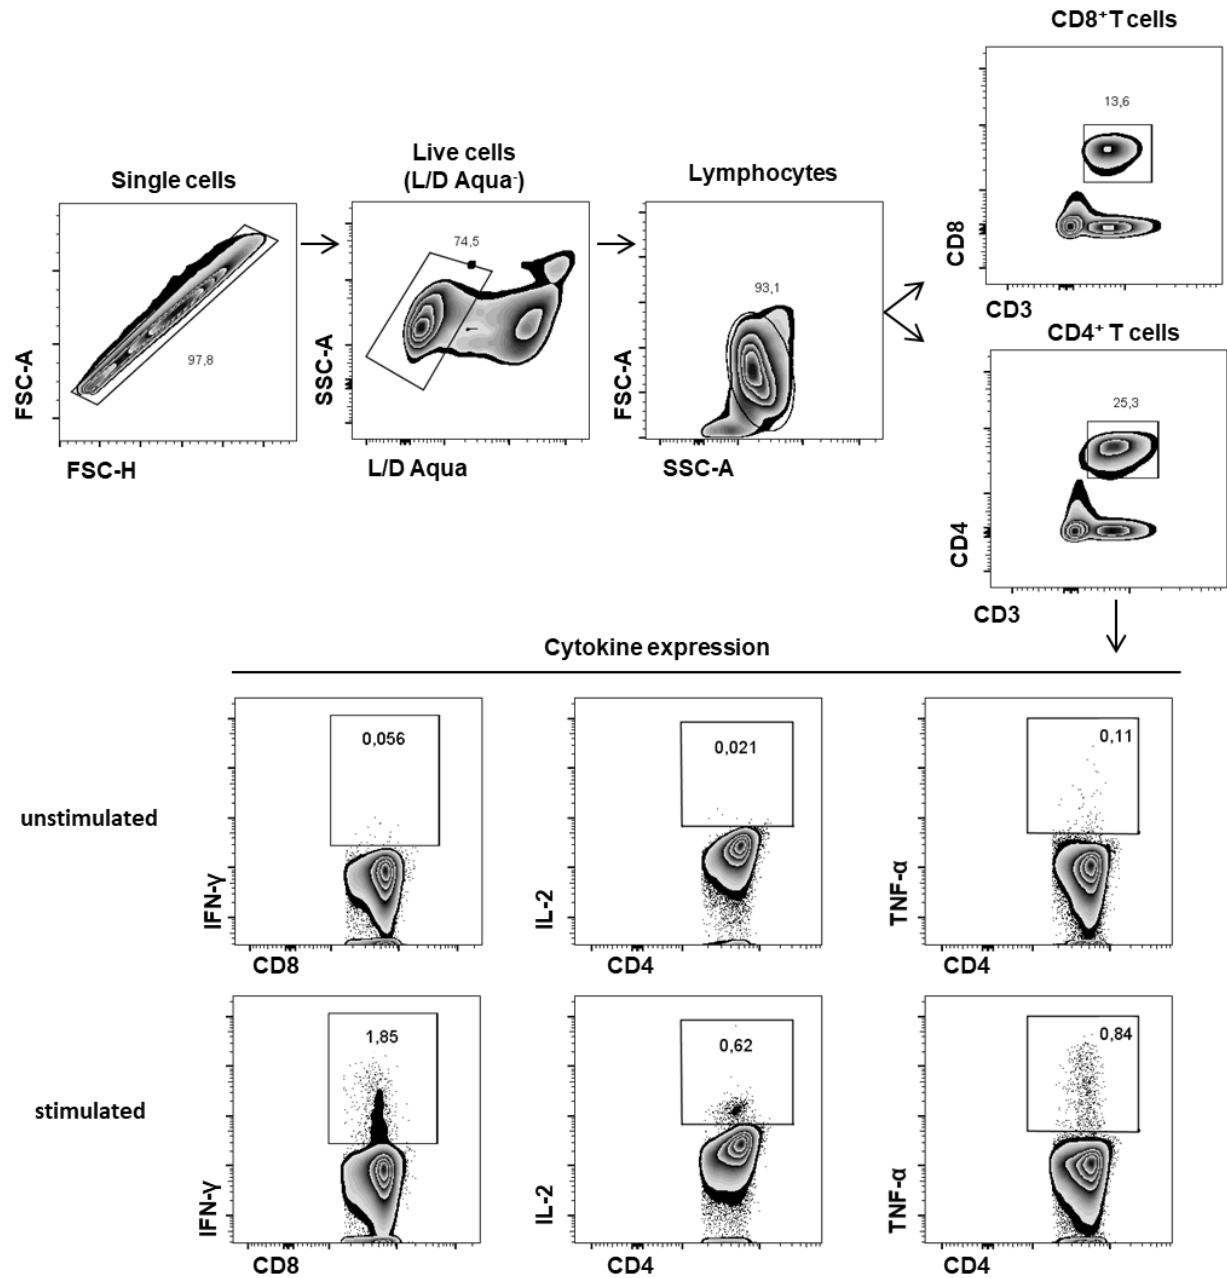 CD8⁺ T cells
13,6
CD8
CD3
Single cells
97,8
FSC-A
FSC-H
Live cells
(L/D Aqua⁻)
74,5
SSC-A
L/D Aqua
Lymphocytes
93,1
FSC-A
SSC-A
CD4⁺ T cells
25,3
CD4
CD3
Cytokine expression
unstimulated
0,056
IFN-γ
CD8
0,021
IL-2
CD4
0,11
TNF-α
CD4
stimulated
1,85
IFN-γ
CD8
0,62
IL-2
CD4
0,84
TNF-α
CD4